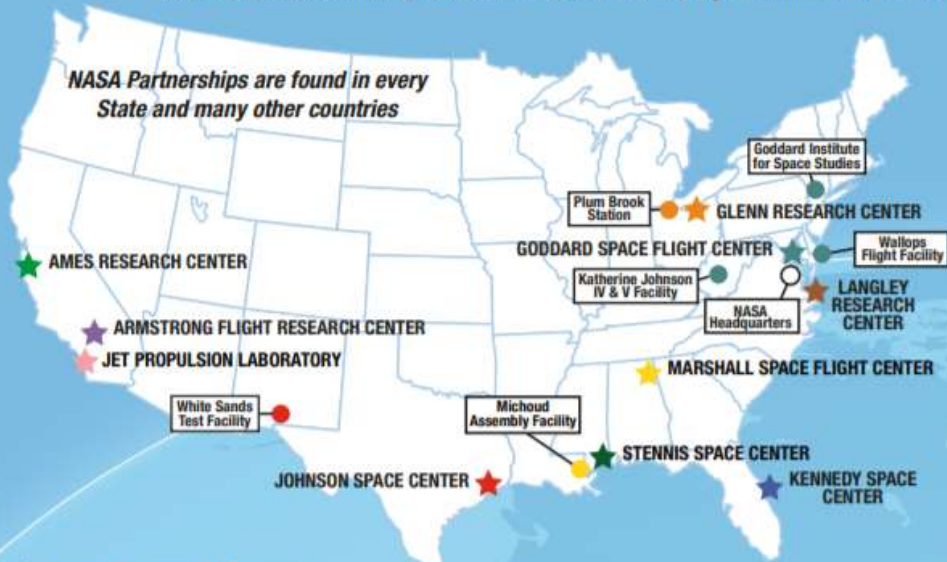 NASA Partnerships are found in every
State and many other countries
Goddard Institute
for Space Studies
Plum Brook
Station
GLENN RESEARCH CENTER
GODDARD SPACE FLIGHT CENTER
Wallops
Flight Facility
AMES RESEARCH CENTER
Katherine Johnson
IV & V Facility
NASA
Headquarters
LANGLEY
RESEARCH
CENTER
ARMSTRONG FLIGHT RESEARCH CENTER
JET PROPULSION LABORATORY
MARSHALL SPACE FLIGHT CENTER
White Sands
Test Facility
Michoud
Assembly Facility
STENNIS SPACE CENTER
JOHNSON SPACE CENTER
KENNEDY SPACE
CENTER